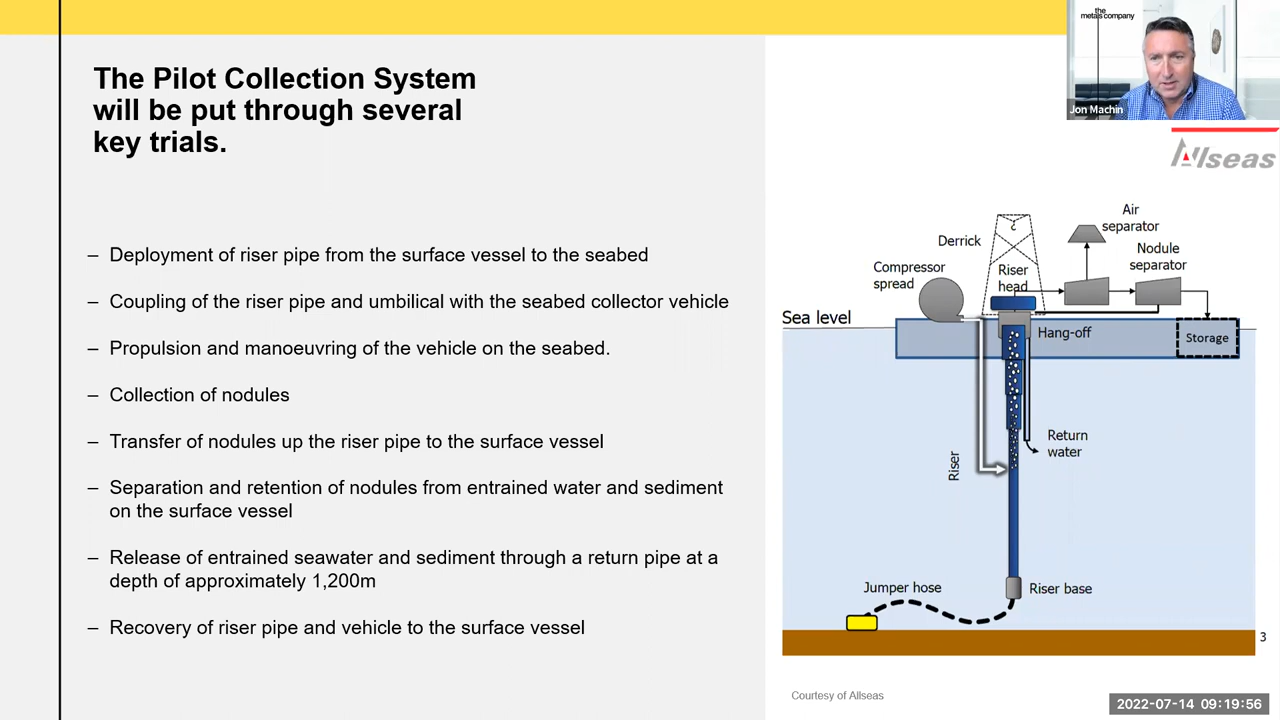 the
metals company
Jon Machin
Allseas
The Pilot Collection System
will be put through several
key trials.
– Deployment of riser pipe from the surface vessel to the seabed
– Coupling of the riser pipe and umbilical with the seabed collector vehicle
– Propulsion and manoeuvring of the vehicle on the seabed.
– Collection of nodules
– Transfer of nodules up the riser pipe to the surface vessel
– Separation and retention of nodules from entrained water and sediment
on the surface vessel
– Release of entrained seawater and sediment through a return pipe at a
depth of approximately 1,200m
– Recovery of riser pipe and vehicle to the surface vessel
Air
separator
Derrick
Nodule
separator
Compressor
spread
Riser
head
Sea level
Hang-off
Storage
Return
water
Riser
Jumper hose
Riser base
3
Courtesy of Allseas
2022-07-14 09:19:56